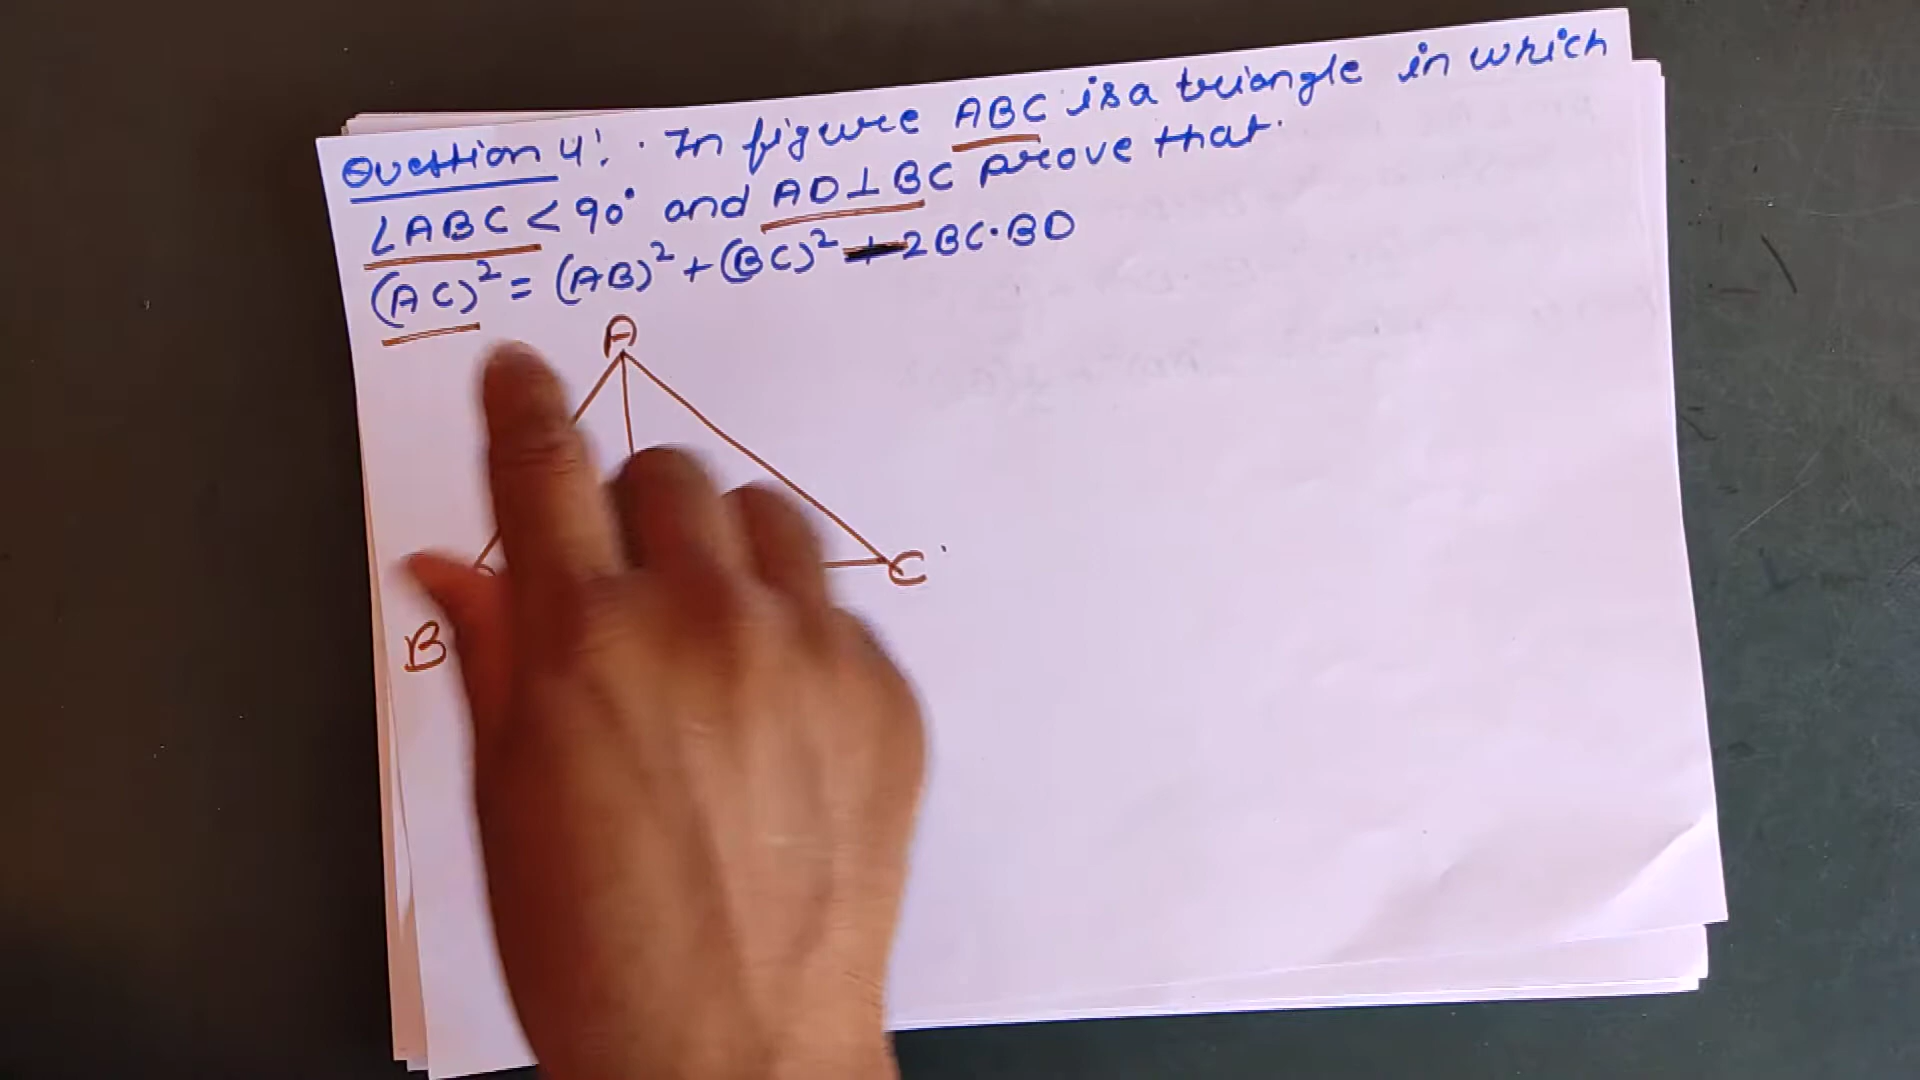 Question 4: In figure ABC is a triangle in which
∠ABC < 90° and AD⊥BC prove that.
(AC)² = (AB)² + (BC)² - 2BC·BD
A
C
B